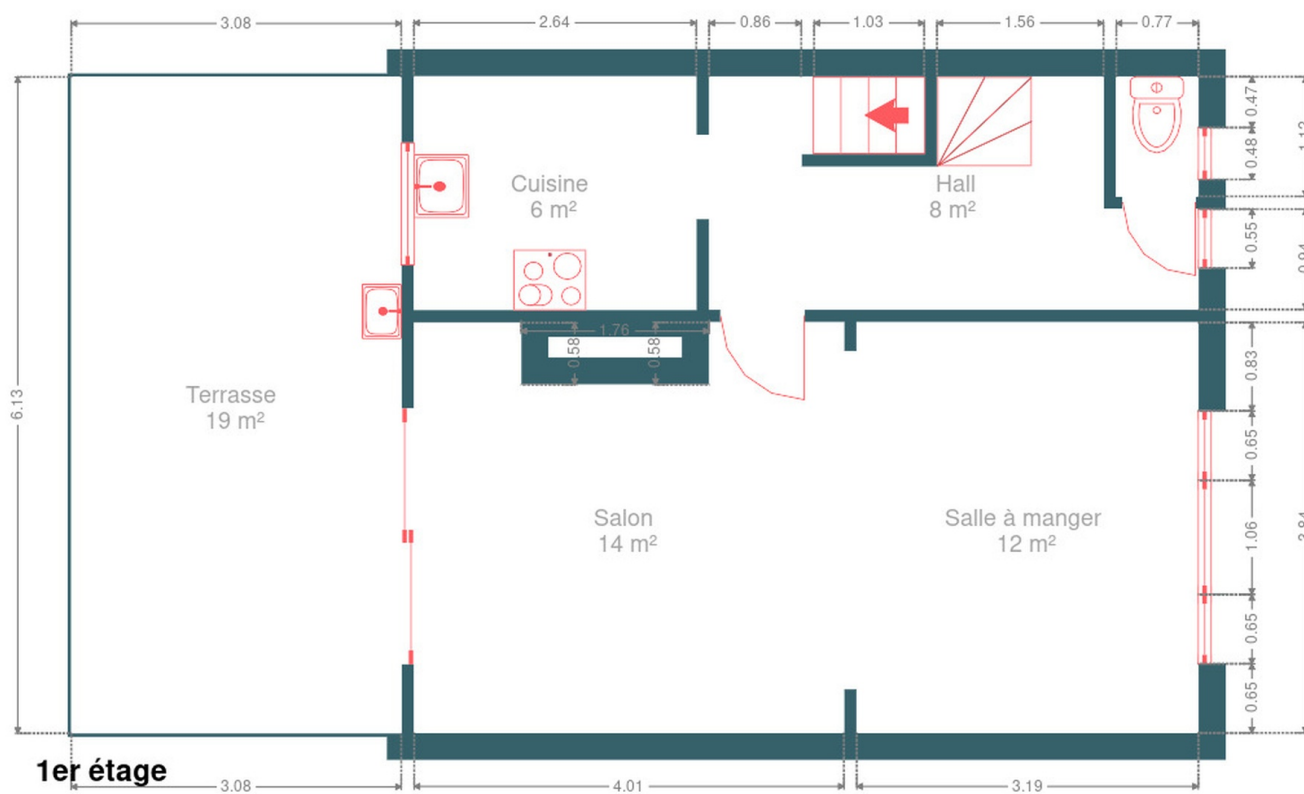 3.08
2.64
0.86
1.03
1.56
0.77
0.47
0.48
Cuisine
6 m²
Hall
8 m²
0.55
1.76
0.58
0.58
0.83
6.13
Terrasse
19 m²
0.65
Salon
14 m²
Salle à manger
12 m²
1.06
0.65
0.65
1er étage
3.08
4.01
3.19